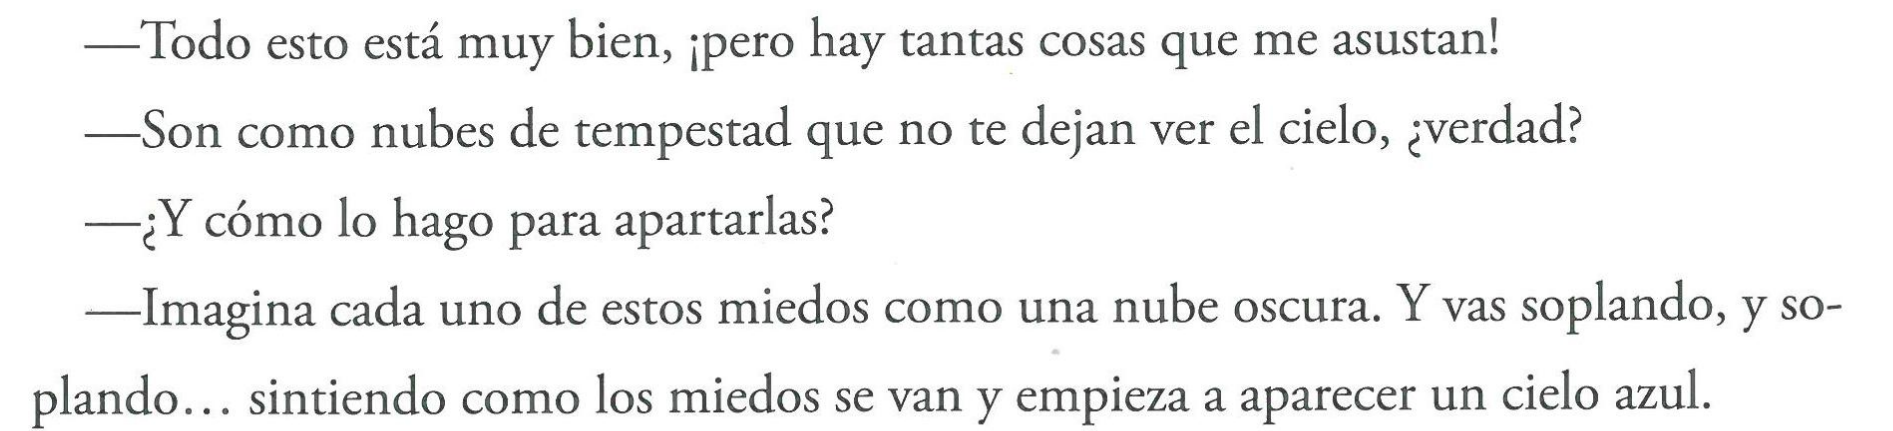 —Todo esto está muy bien, ¡pero hay tantas cosas que me asustan!
—Son como nubes de tempestad que no te dejan ver el cielo, ¿verdad?
—¿Y cómo lo hago para apartarlas?
—Imagina cada uno de estos miedos como una nube oscura. Y vas soplando, y so-
plando… sintiendo como los miedos se van y empieza a aparecer un cielo azul.